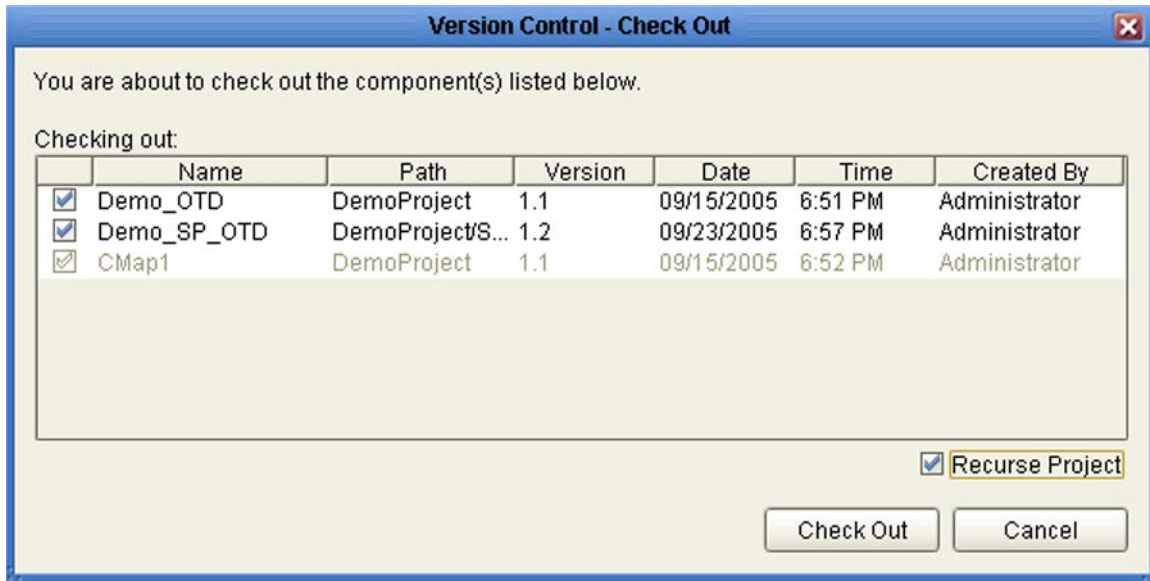 Version Control - Check Out
You are about to check out the component(s) listed below.
Checking out:
Name Path Version Date Time Created By
Demo_OTD DemoProject 1.1 09/15/2005 6:51 PM Administrator
Demo_SP_OTD DemoProject/S... 1.2 09/23/2005 6:57 PM Administrator
CMap1 DemoProject 1.1 09/15/2005 6:52 PM Administrator
Recurse Project
Check Out Cancel